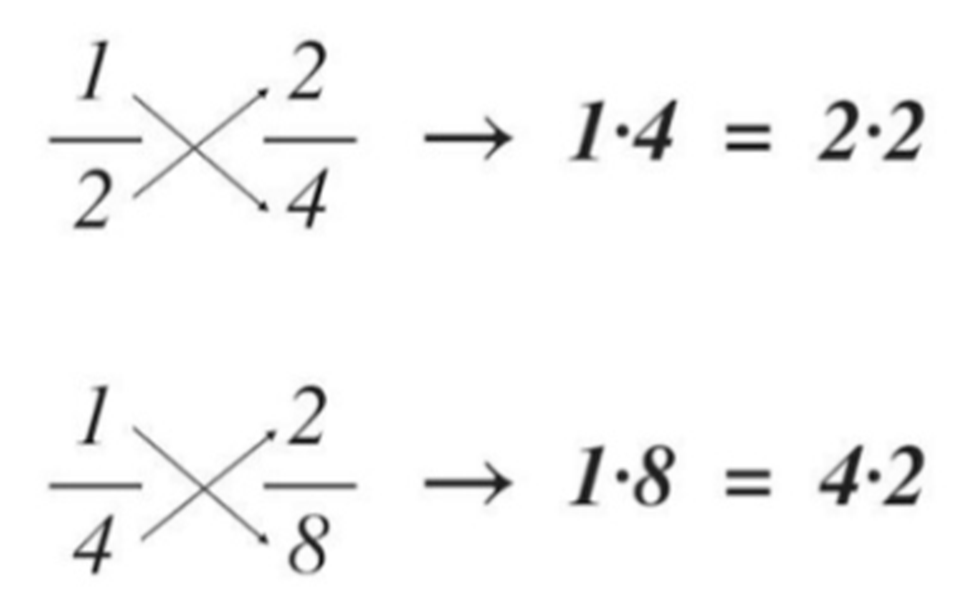 1/2 2/4 → 1·4 = 2·2
1/4 2/8 → 1·8 = 4·2